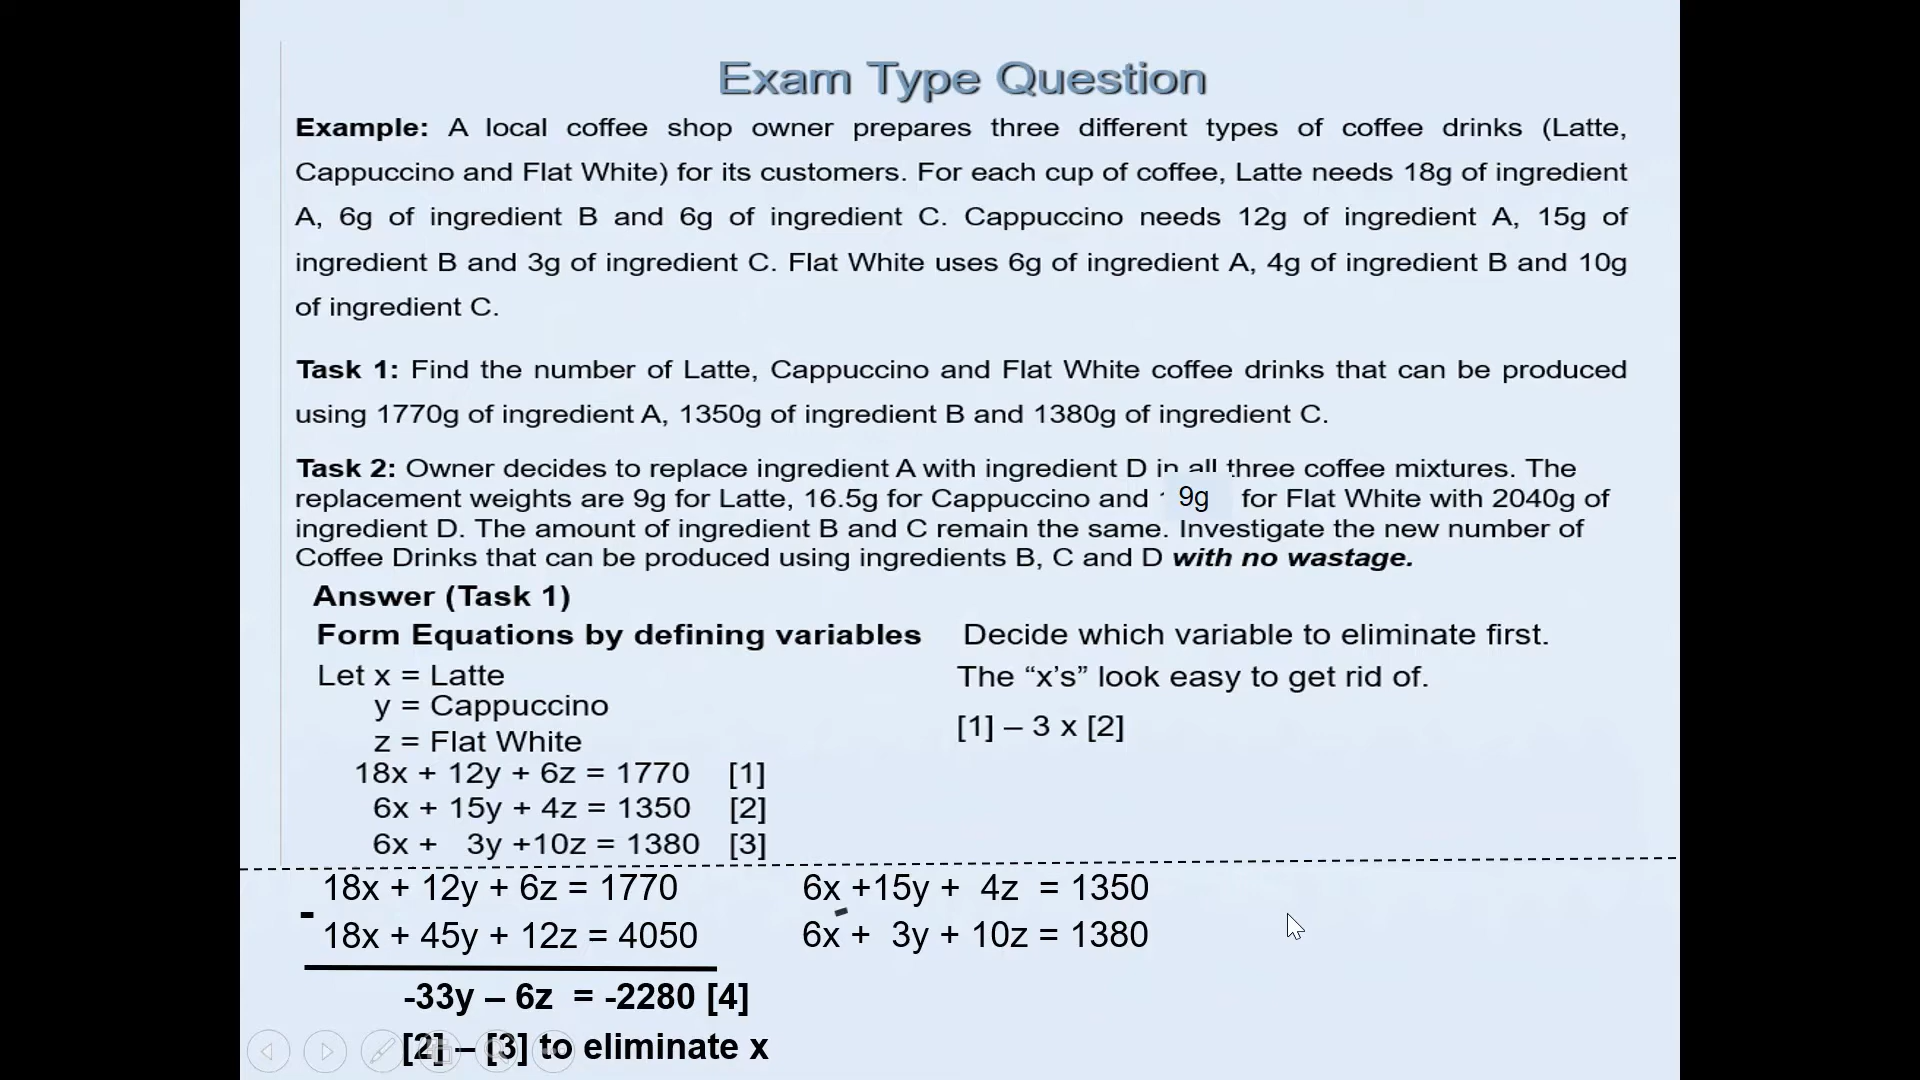 Exam Type Question
Example: A local coffee shop owner prepares three different types of coffee drinks (Latte,
Cappuccino and Flat White) for its customers. For each cup of coffee, Latte needs 18g of ingredient
A, 6g of ingredient B and 6g of ingredient C. Cappuccino needs 12g of ingredient A, 15g of
ingredient B and 3g of ingredient C. Flat White uses 6g of ingredient A, 4g of ingredient B and 10g
of ingredient C.
Task 1: Find the number of Latte, Cappuccino and Flat White coffee drinks that can be produced
using 1770g of ingredient A, 1350g of ingredient B and 1380g of ingredient C.
Task 2: Owner decides to replace ingredient A with ingredient D in all three coffee mixtures. The
replacement weights are 9g for Latte, 16.5g for Cappuccino and 9g for Flat White with 2040g of
ingredient D. The amount of ingredient B and C remain the same. Investigate the new number of
Coffee Drinks that can be produced using ingredients B, C and D with no wastage.
Answer (Task 1)
Form Equations by defining variables
Let x = Latte
y = Cappuccino
z = Flat White
18x + 12y + 6z = 1770 [1]
6x + 15y + 4z = 1350 [2]
6x + 3y +10z = 1380 [3]
Decide which variable to eliminate first.
The “x’s” look easy to get rid of.
[1] – 3 x [2]
18x + 12y + 6z = 1770
-
18x + 45y + 12z = 4050
-33y – 6z = -2280 [4]
[2] – [3] to eliminate x
6x +15y + 4z = 1350
-
6x + 3y + 10z = 1380